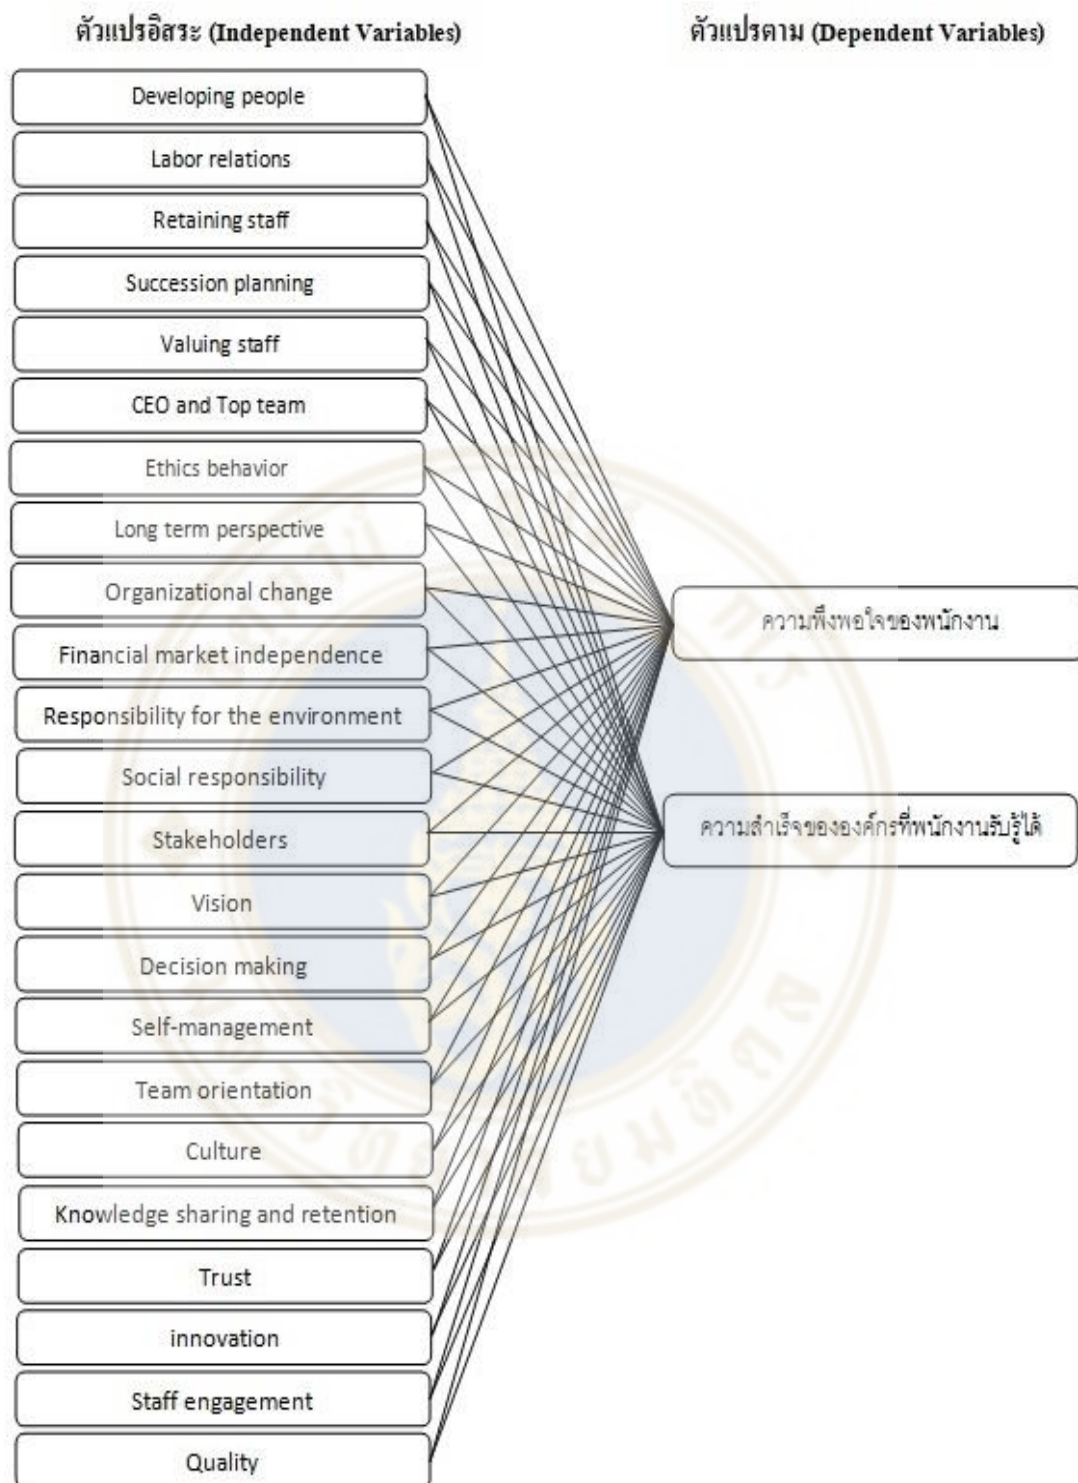 ตัวแปรอิสระ (Independent Variables)
ตัวแปรตาม (Dependent Variables)
Developing people
Labor relations
Retaining staff
Succession planning
Valuing staff
CEO and Top team
Ethics behavior
Long term perspective
Organizational change
Financial market independence
Responsibility for the environment
Social responsibility
Stakeholders
Vision
Decision making
Self-management
Team orientation
Culture
Knowledge sharing and retention
Trust
innovation
Staff engagement
Quality
ความพึงพอใจของพนักงาน
ความสำเร็จขององค์กรที่พนักงานรับรู้ได้